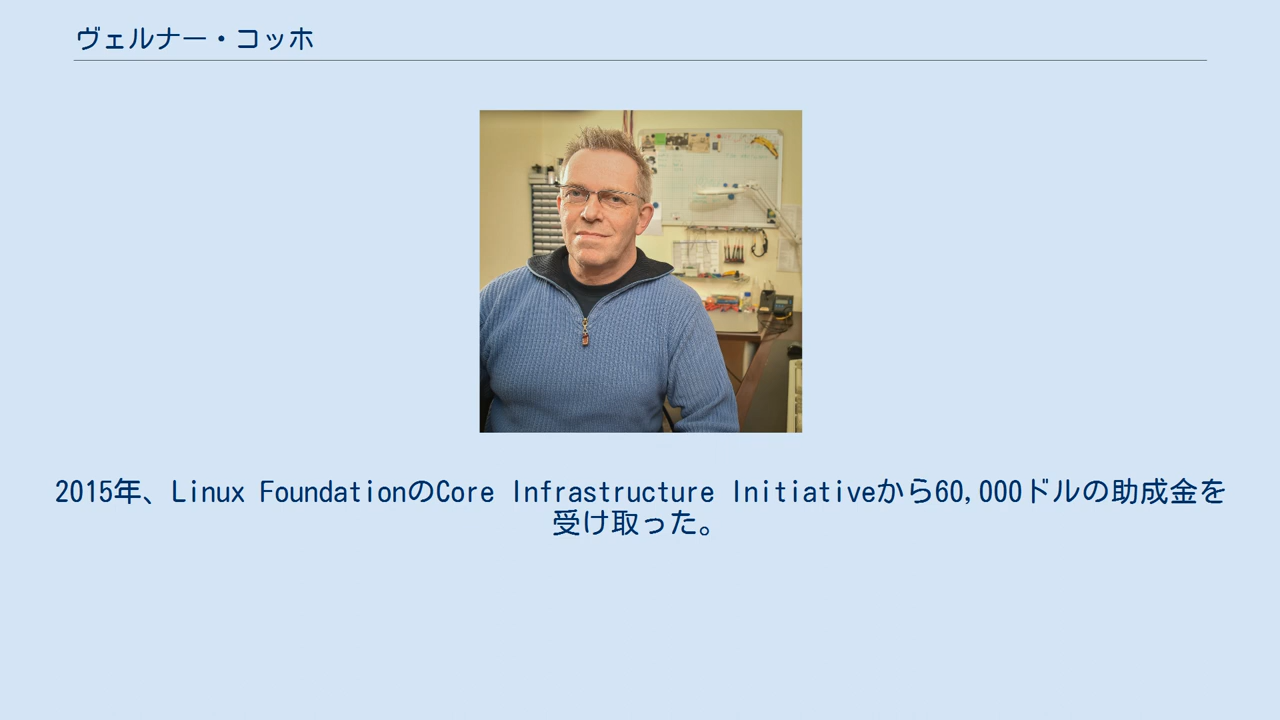 ヴェルナー・コッホ
2015年、Linux FoundationのCore Infrastructure Initiativeから60,000ドルの助成金を
受け取った。